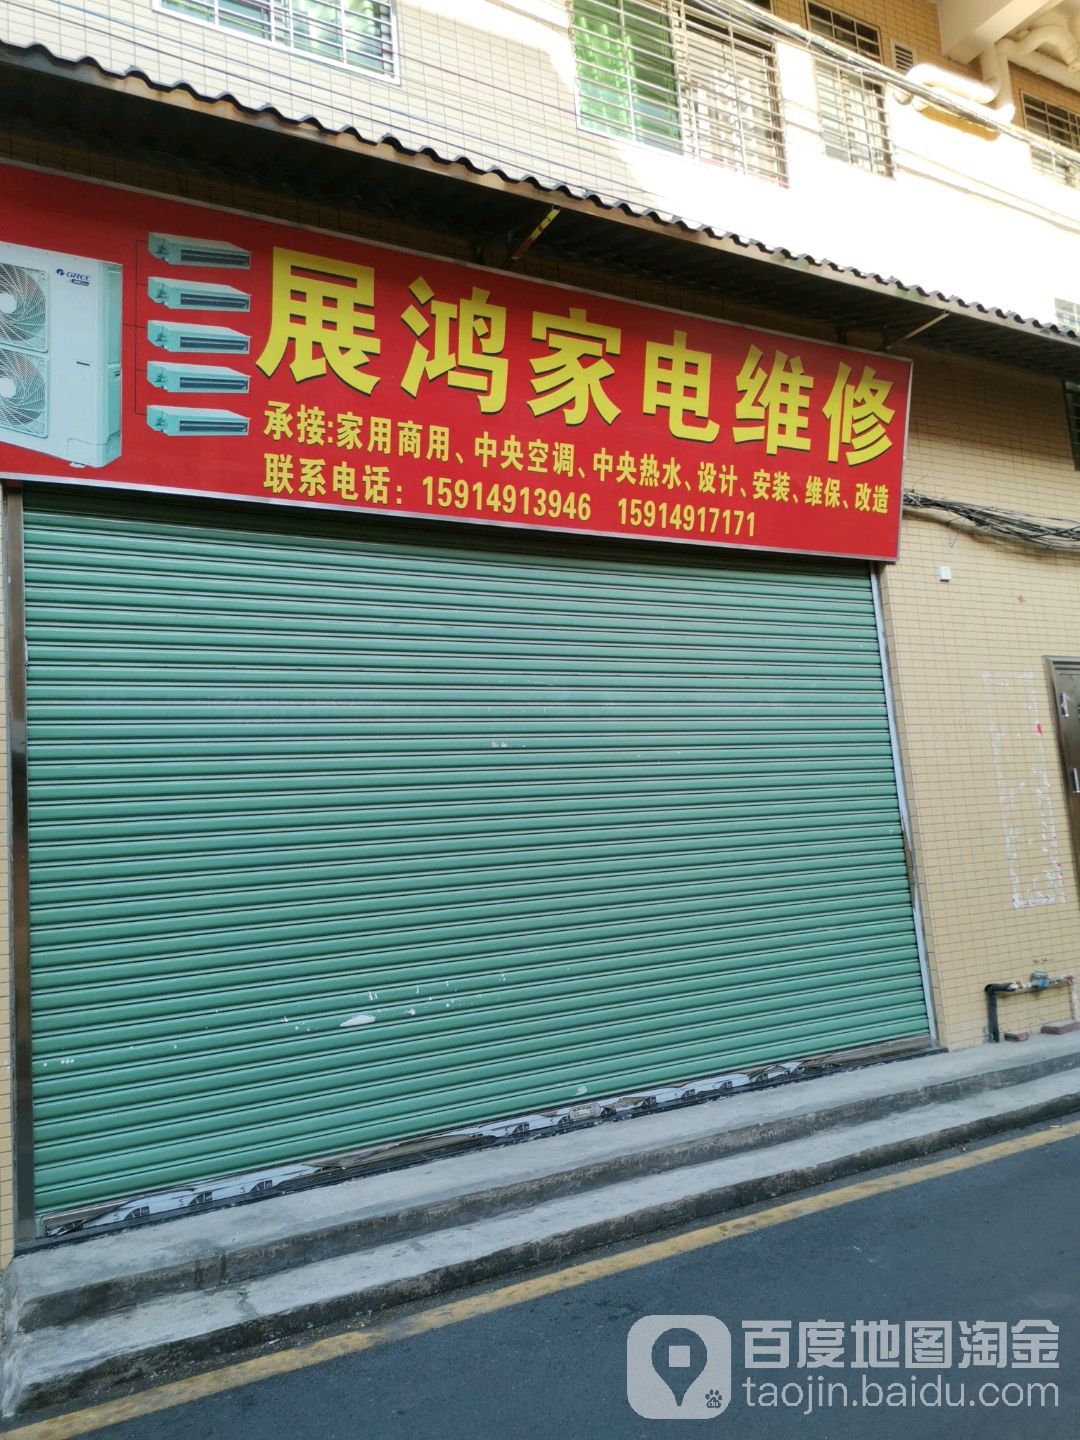 GREE
展鸿家电维修
承接:家用商用、中央空调、中央热水、设计、安装、维保、改造
联系电话：15914913946 15914917171
百度地图淘金
taojin.baidu.com